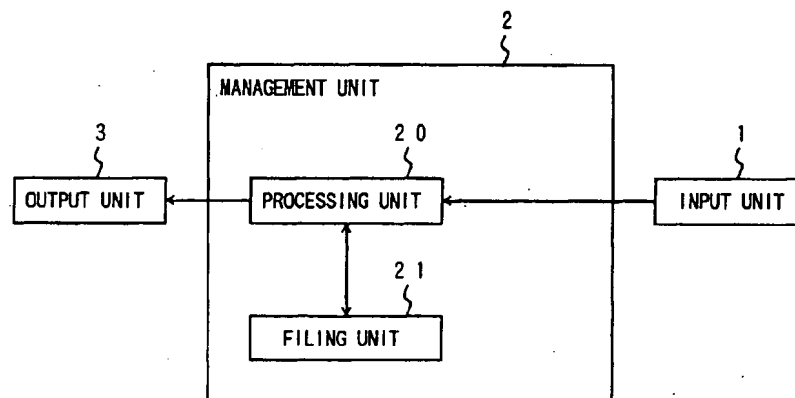 2
MANAGEMENT UNIT
3
20
1
OUTPUT UNIT
PROCESSING UNIT
INPUT UNIT
21
FILING UNIT